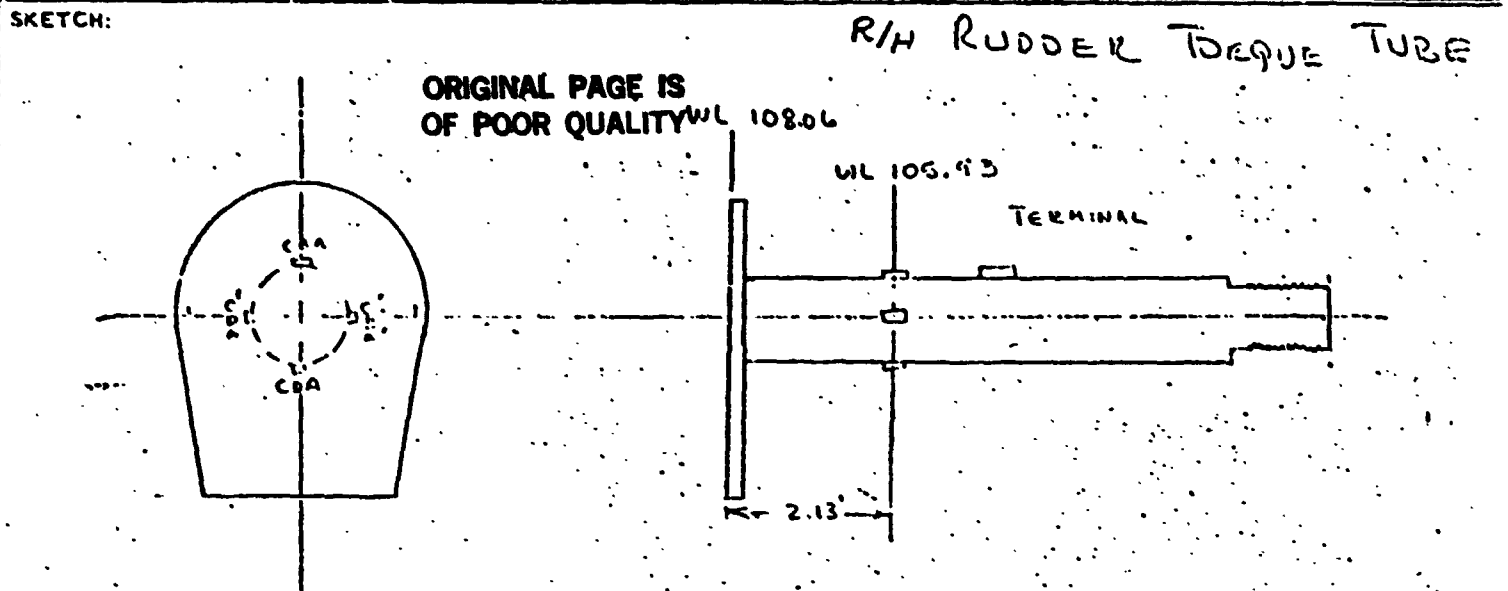 SKETCH:
R/H RUDDER TORQUE TUBE
ORIGINAL PAGE IS
OF POOR QUALITY
WL 108.06
WL 105.93
TERMINAL
CDA
2.13"